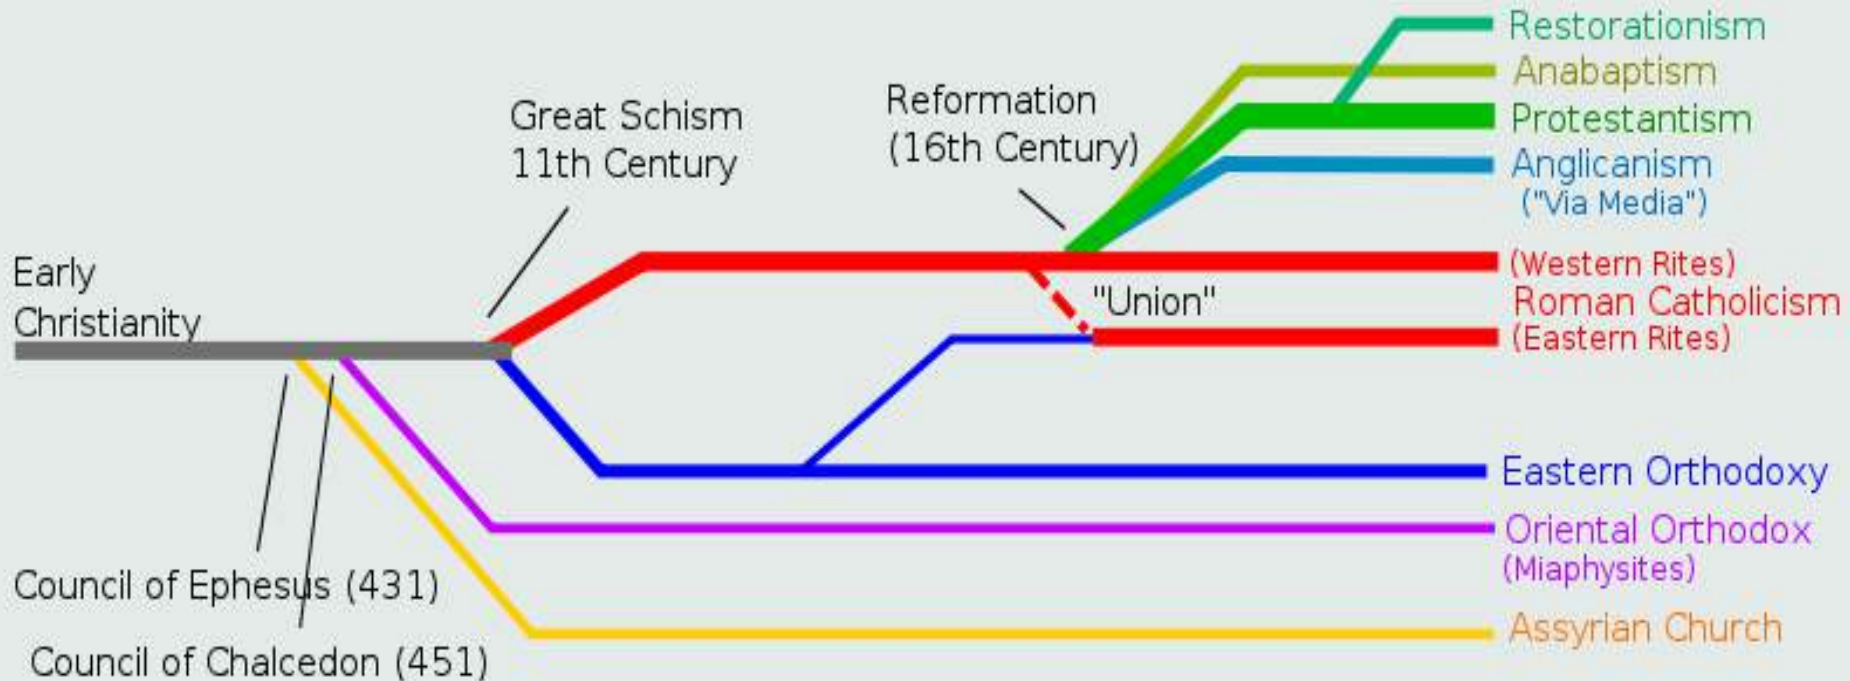 Restorationism
Anabaptism
Protestantism
Anglicanism
("Via Media")
Reformation
(16th Century)
Great Schism
11th Century
Early
Christianity
(Western Rites)
"Union"
Roman Catholicism
(Eastern Rites)
Eastern Orthodoxy
Oriental Orthodox
(Miaphysites)
Assyrian Church
Council of Ephesus (431)
Council of Chalcedon (451)